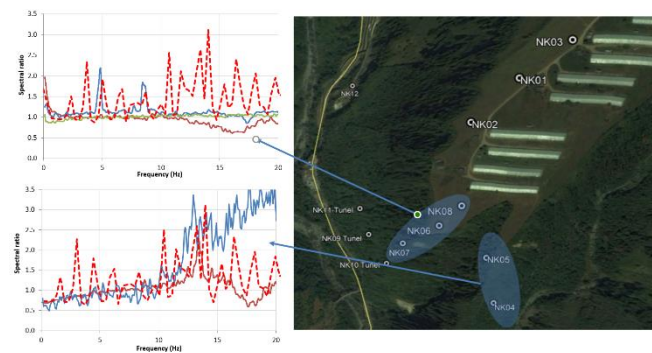 3.5
3.0
2.5
2.0
1.5
1.0
0.5
0.0
Spectral ratio
0 5 10 15 20
Frequency (Hz)
3.5
3.0
2.5
2.0
1.5
1.0
0.5
0.0
Spectral ratio
0 5 10 15 20
Frequency (Hz)
NK03
NK01
NK12
NK02
NK08
NK11-Tunel
NK06
NK09 Tunel
NK07
NK05
NK10 Tunel
NK04